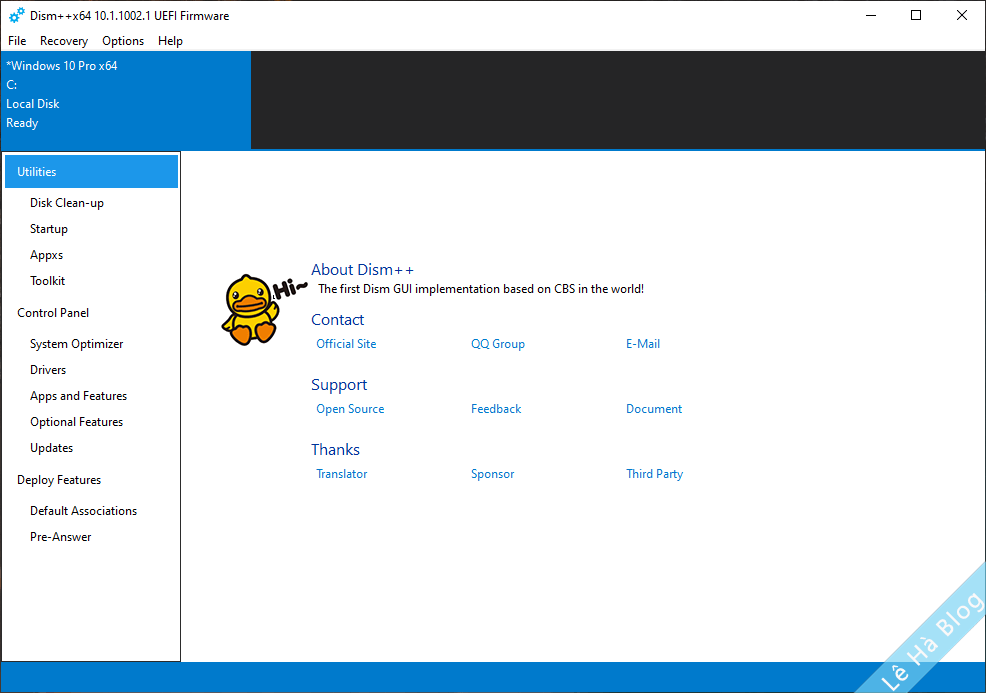 Dism++x64 10.1.1002.1 UEFI Firmware
File Recovery Options Help
*Windows 10 Pro x64
C:
Local Disk
Ready
Utilities
Disk Clean-up
Startup
Appxs
Toolkit
Control Panel
System Optimizer
Drivers
Apps and Features
Optional Features
Updates
Deploy Features
Default Associations
Pre-Answer
Hi~
About Dism++
The first Dism GUI implementation based on CBS in the world!
Contact
Official Site QQ Group E-Mail
Support
Open Source Feedback Document
Thanks
Translator Sponsor Third Party
Lê Hà Blog